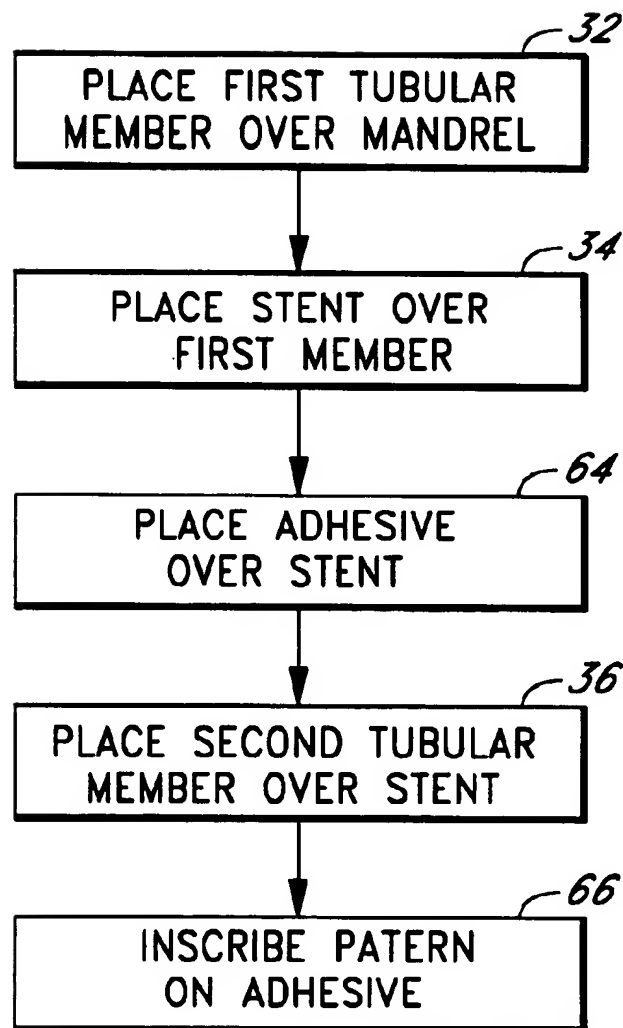 32
PLACE FIRST TUBULAR
MEMBER OVER MANDREL
34
PLACE STENT OVER
FIRST MEMBER
64
PLACE ADHESIVE
OVER STENT
36
PLACE SECOND TUBULAR
MEMBER OVER STENT
66
INSCRIBE PATERN
ON ADHESIVE